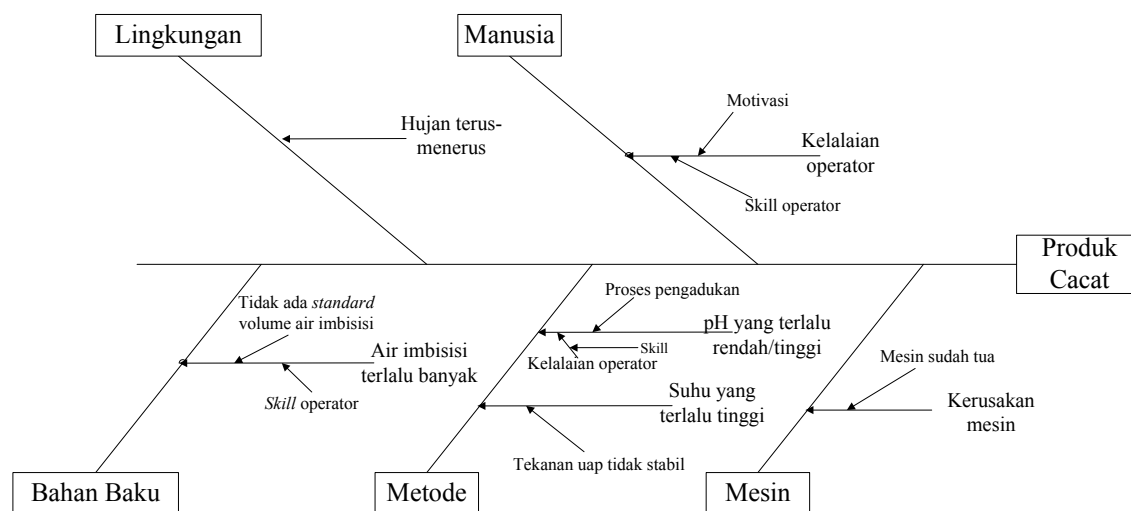 Lingkungan
Manusia
Hujan terus-
menerus
Motivasi
Kelalaian
operator
Skill operator
Produk
Cacat
Tidak ada standard
volume air imbisisi
Air imbisisi
terlalu banyak
Skill operator
Proses pengadukan
pH yang terlalu
rendah/tinggi
Skill
Kelalaian operator
Suhu yang
terlalu tinggi
Tekanan uap tidak stabil
Mesin sudah tua
Kerusakan
mesin
Bahan Baku
Metode
Mesin